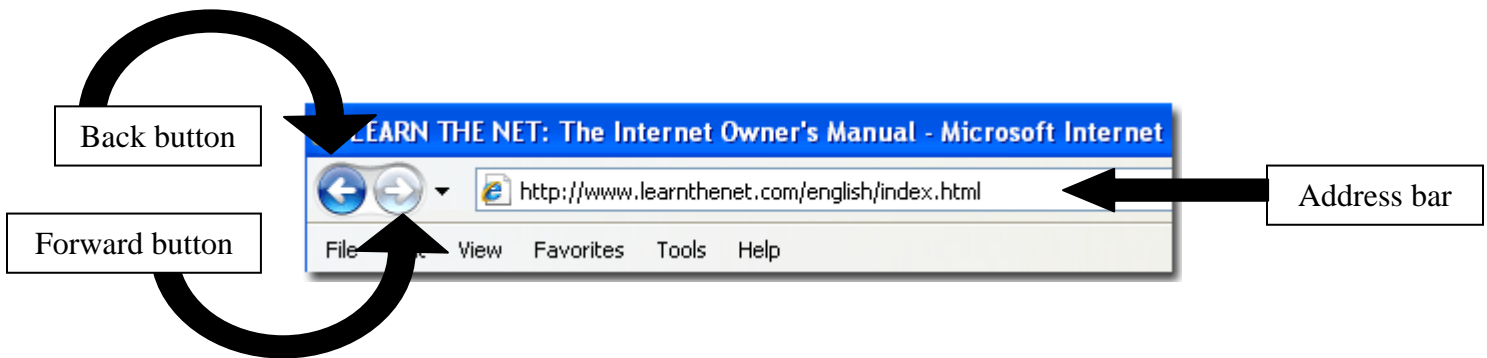 Back button
LEARN THE NET: The Internet Owner's Manual - Microsoft Internet
http://www.learnthenet.com/english/index.html
Address bar
Forward button
File View Favorites Tools Help